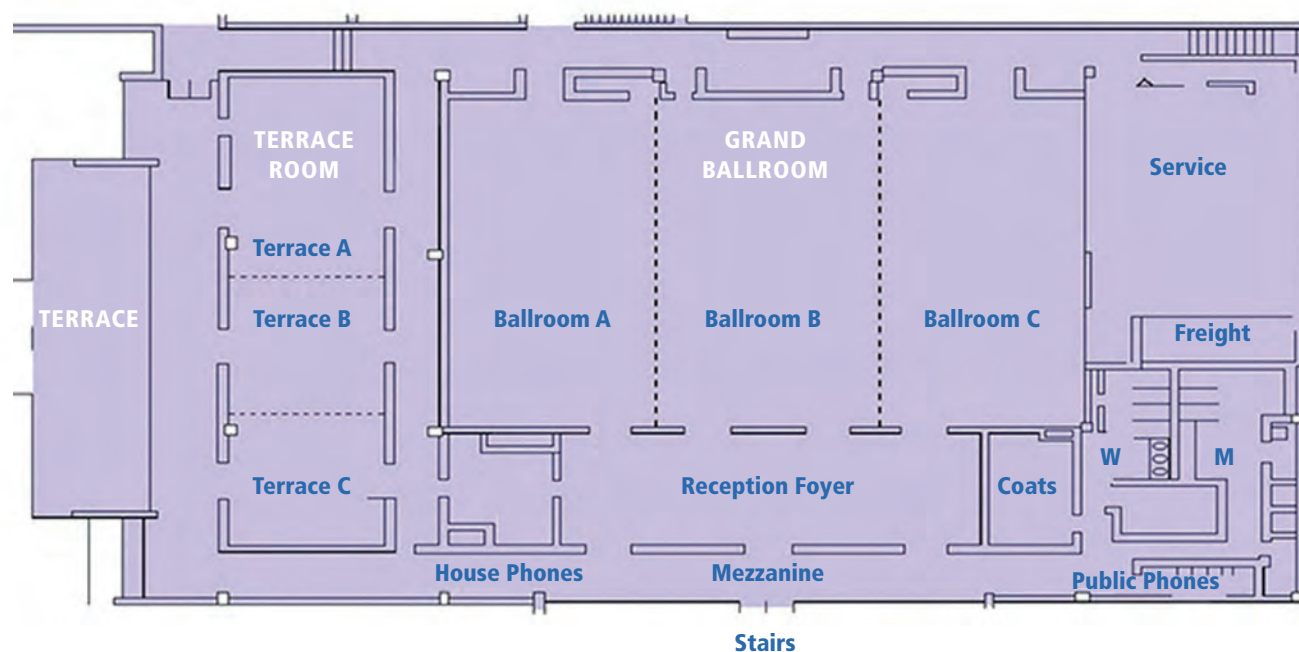 TERRACE
ROOM
GRAND
BALLROOM
Service
Terrace A
TERRACE
Terrace B
Ballroom A
Ballroom B
Ballroom C
Freight
Terrace C
Reception Foyer
Coats
W
M
House Phones
Mezzanine
Public Phones
Stairs